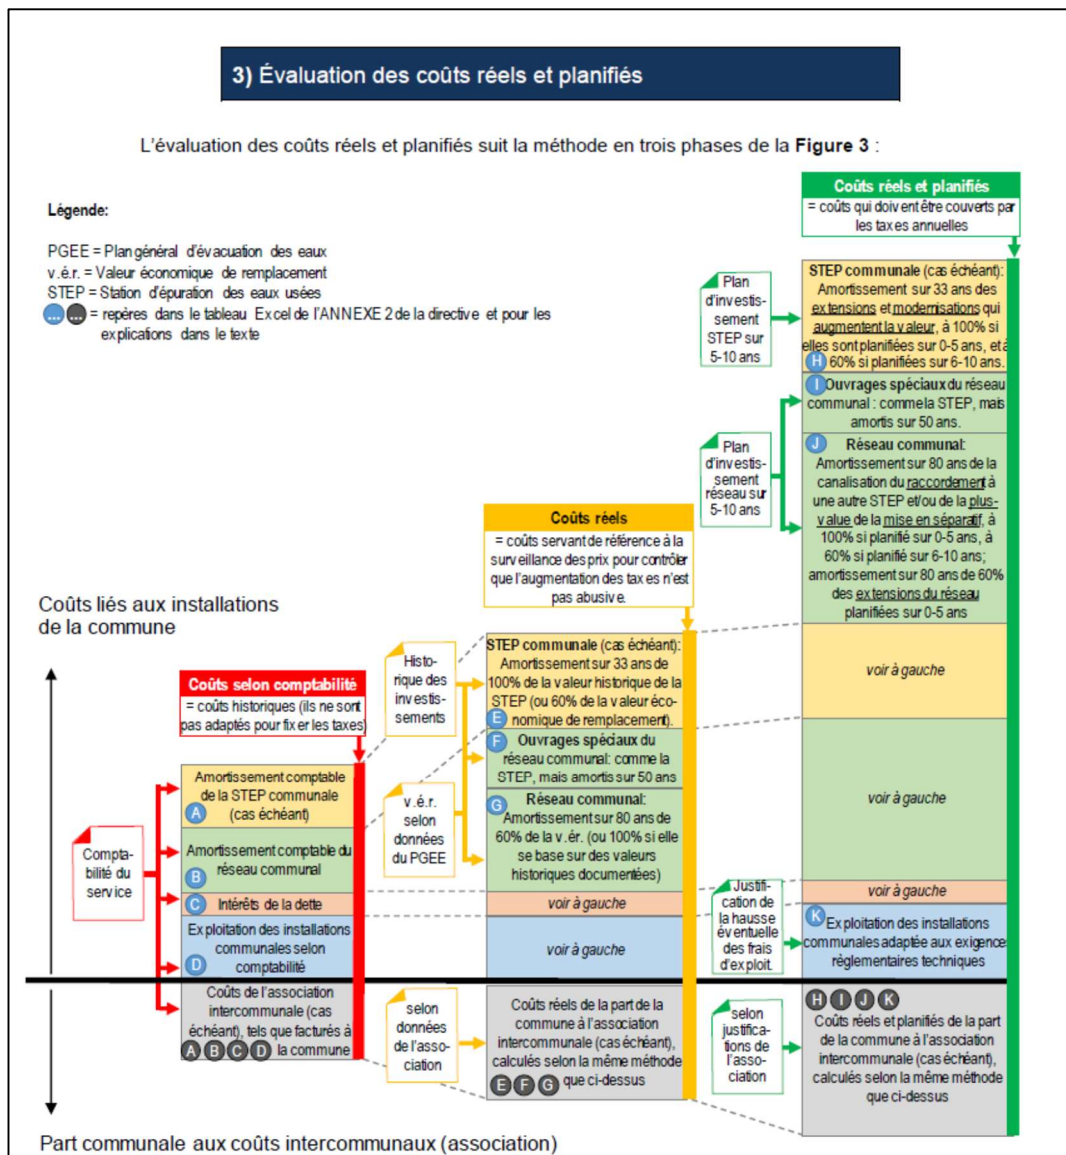 3) Évaluation des coûts réels et planifiés
L'évaluation des coûts réels et planifiés suit la méthode en trois phases de la Figure 3 :
Légende:
PGEE = Plan général d'évacuation des eaux
v.é.r. = Valeur économique de remplacement
STEP = Station d'épuration des eaux usées
... ... = repères dans le tableau Excel de l'ANNEXE 2 de la directive et pour les
explications dans le texte
Coûts réels et planifiés
= coûts qui doivent être couverts par
les taxes annuelles
Plan
d'investis-
sement
STEP sur
5-10 ans
STEP communale (cas échéant):
Amortissement sur 33 ans des
extensions et modernisations qui
augmentent la valeur, à 100% si
elles sont planifiées sur 0-5 ans, et à
H 60% si planifiées sur 6-10 ans.
I Ouvrages spéciaux du réseau
communal : comme la STEP, mais
amortis sur 50 ans.
Plan
d'investis-
sement
réseau sur
5-10 ans
J Réseau communal:
Amortissement sur 80 ans de la
canalisation du raccordement à
une autre STEP et/ou de la plus-
value de la mise en séparatif, à
100% si planifié sur 0-5 ans, à
60% si planifié sur 6-10 ans;
amortissement sur 80 ans de 60%
des extensions du réseau
planifiées sur 0-5 ans
voir à gauche
voir à gauche
voir à gauche
Justifi-
cation de
la hausse
éventuelle
des frais
d'exploit.
K Exploitation des installations
communales adaptée aux exigences
règlementaires techniques
Coûts réels
= coûts servant de référence à la
surveillance des prix pour contrôler
que l'augmentation des taxes n'est
pas abusive.
Coûts liés aux installations
de la commune
Histo-
rique des
investis-
sements
STEP communale (cas échéant):
Amortissement sur 33 ans de
100% de la valeur historique de la
STEP (ou 60% de la valeur éco-
E nomique de remplacement).
F Ouvrages spéciaux du
réseau communal: comme la
STEP, mais amortis sur 50 ans
v.é.r.
selon
données
du PGEE
G Réseau communal:
Amortissement sur 80 ans de
60% de la v.ér. (ou 100% si elle
se base sur des valeurs
historiques documentées)
voir à gauche
voir à gauche
Coûts selon comptabilité
= coûts historiques (ils ne sont
pas adaptés pour fixer les taxes)
Compta-
bilité du
service
Amortissement comptable
de la STEP communale
A (cas échéant)
Amortissement comptable du
B réseau communal
C Intérêts de la dette
Exploitation des installations
communales selon
D comptabilité
Coûts de l'association
intercommunale (cas
échéant), tels que facturés à
A B C D la commune
selon
données
de l'asso-
ciation
Coûts réels de la part de la
commune à l'association
intercommunale (cas échéant),
calculés selon la même méthode
E F G que ci-dessus
selon
justifica-
tions de
l'asso-
ciation
H I J K
Coûts réels et planifiés de la part
de la commune à l'association
intercommunale (cas échéant),
calculés selon la même méthode
que ci-dessus
Part communale aux coûts intercommunaux (association)